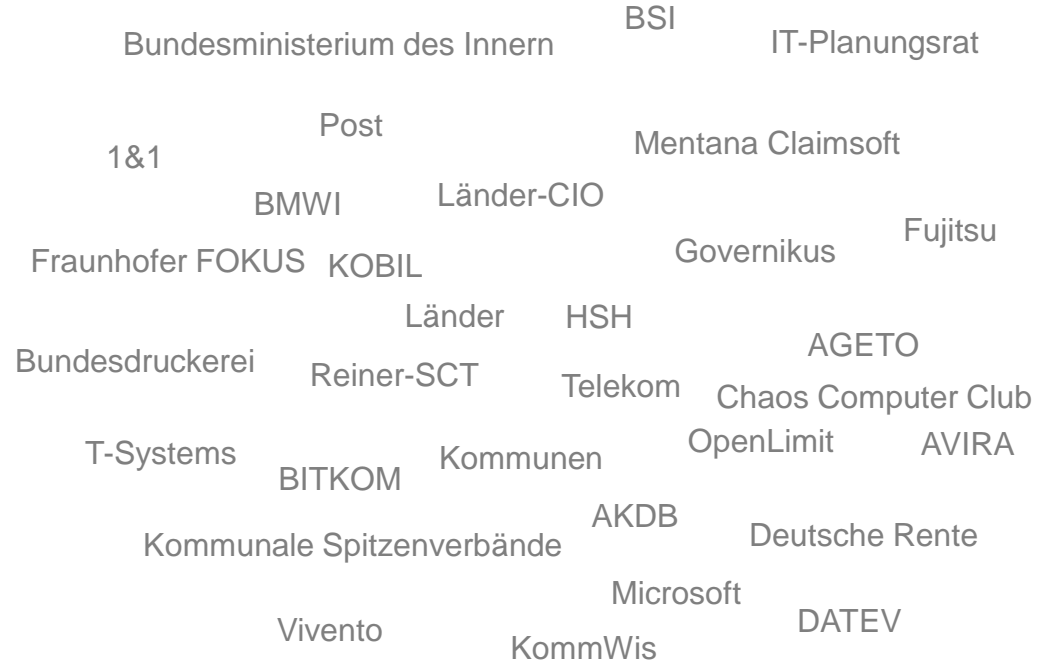 BSI
Bundesministerium des Innern
IT-Planungsrat
Post
Mentana Claimsoft
1&1
Länder-CIO
BMWI
Fujitsu
Governikus
Fraunhofer FOKUS
KOBIL
Länder
HSH
AGETO
Bundesdruckerei
Reiner-SCT
Telekom
Chaos Computer Club
OpenLimit
AVIRA
T-Systems
Kommunen
BITKOM
AKDB
Deutsche Rente
Kommunale Spitzenverbände
Microsoft
DATEV
Vivento
KommWis